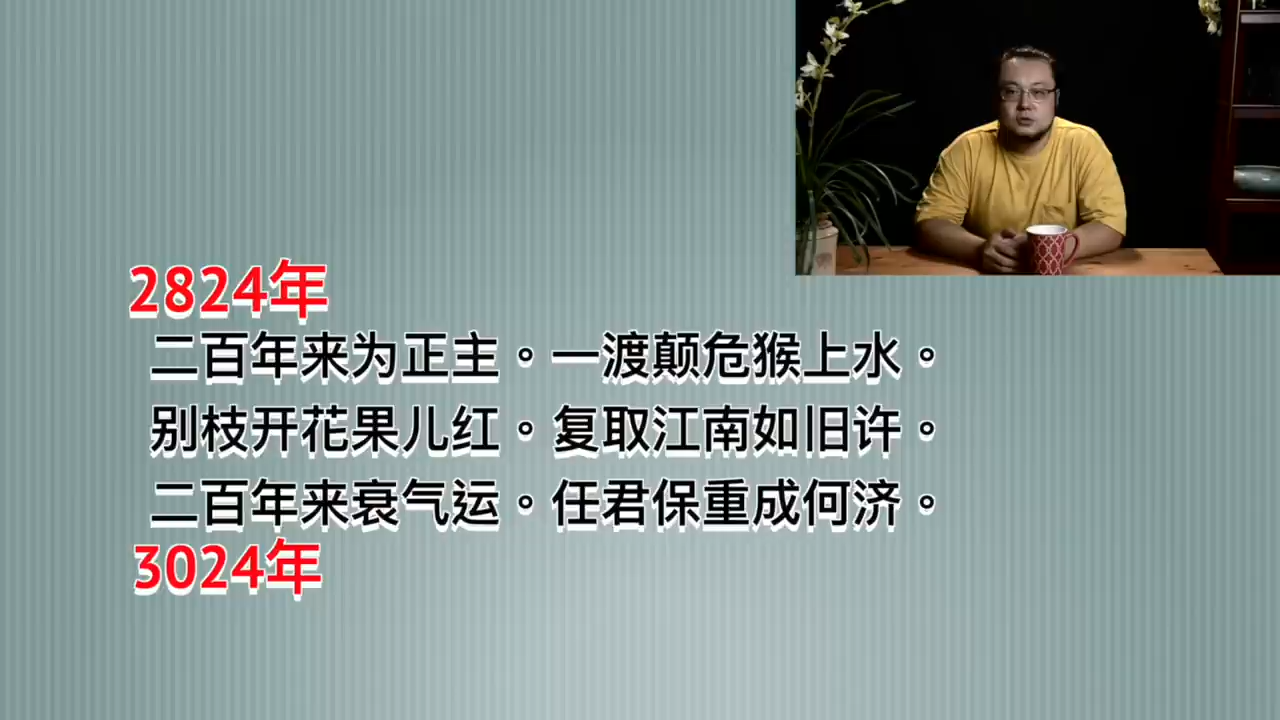 2824年
二百年来为正主。一渡颠危猴上水。
别枝开花果儿红。复取江南如旧许。
二百年来衰气运。任君保重成何济。
3024年